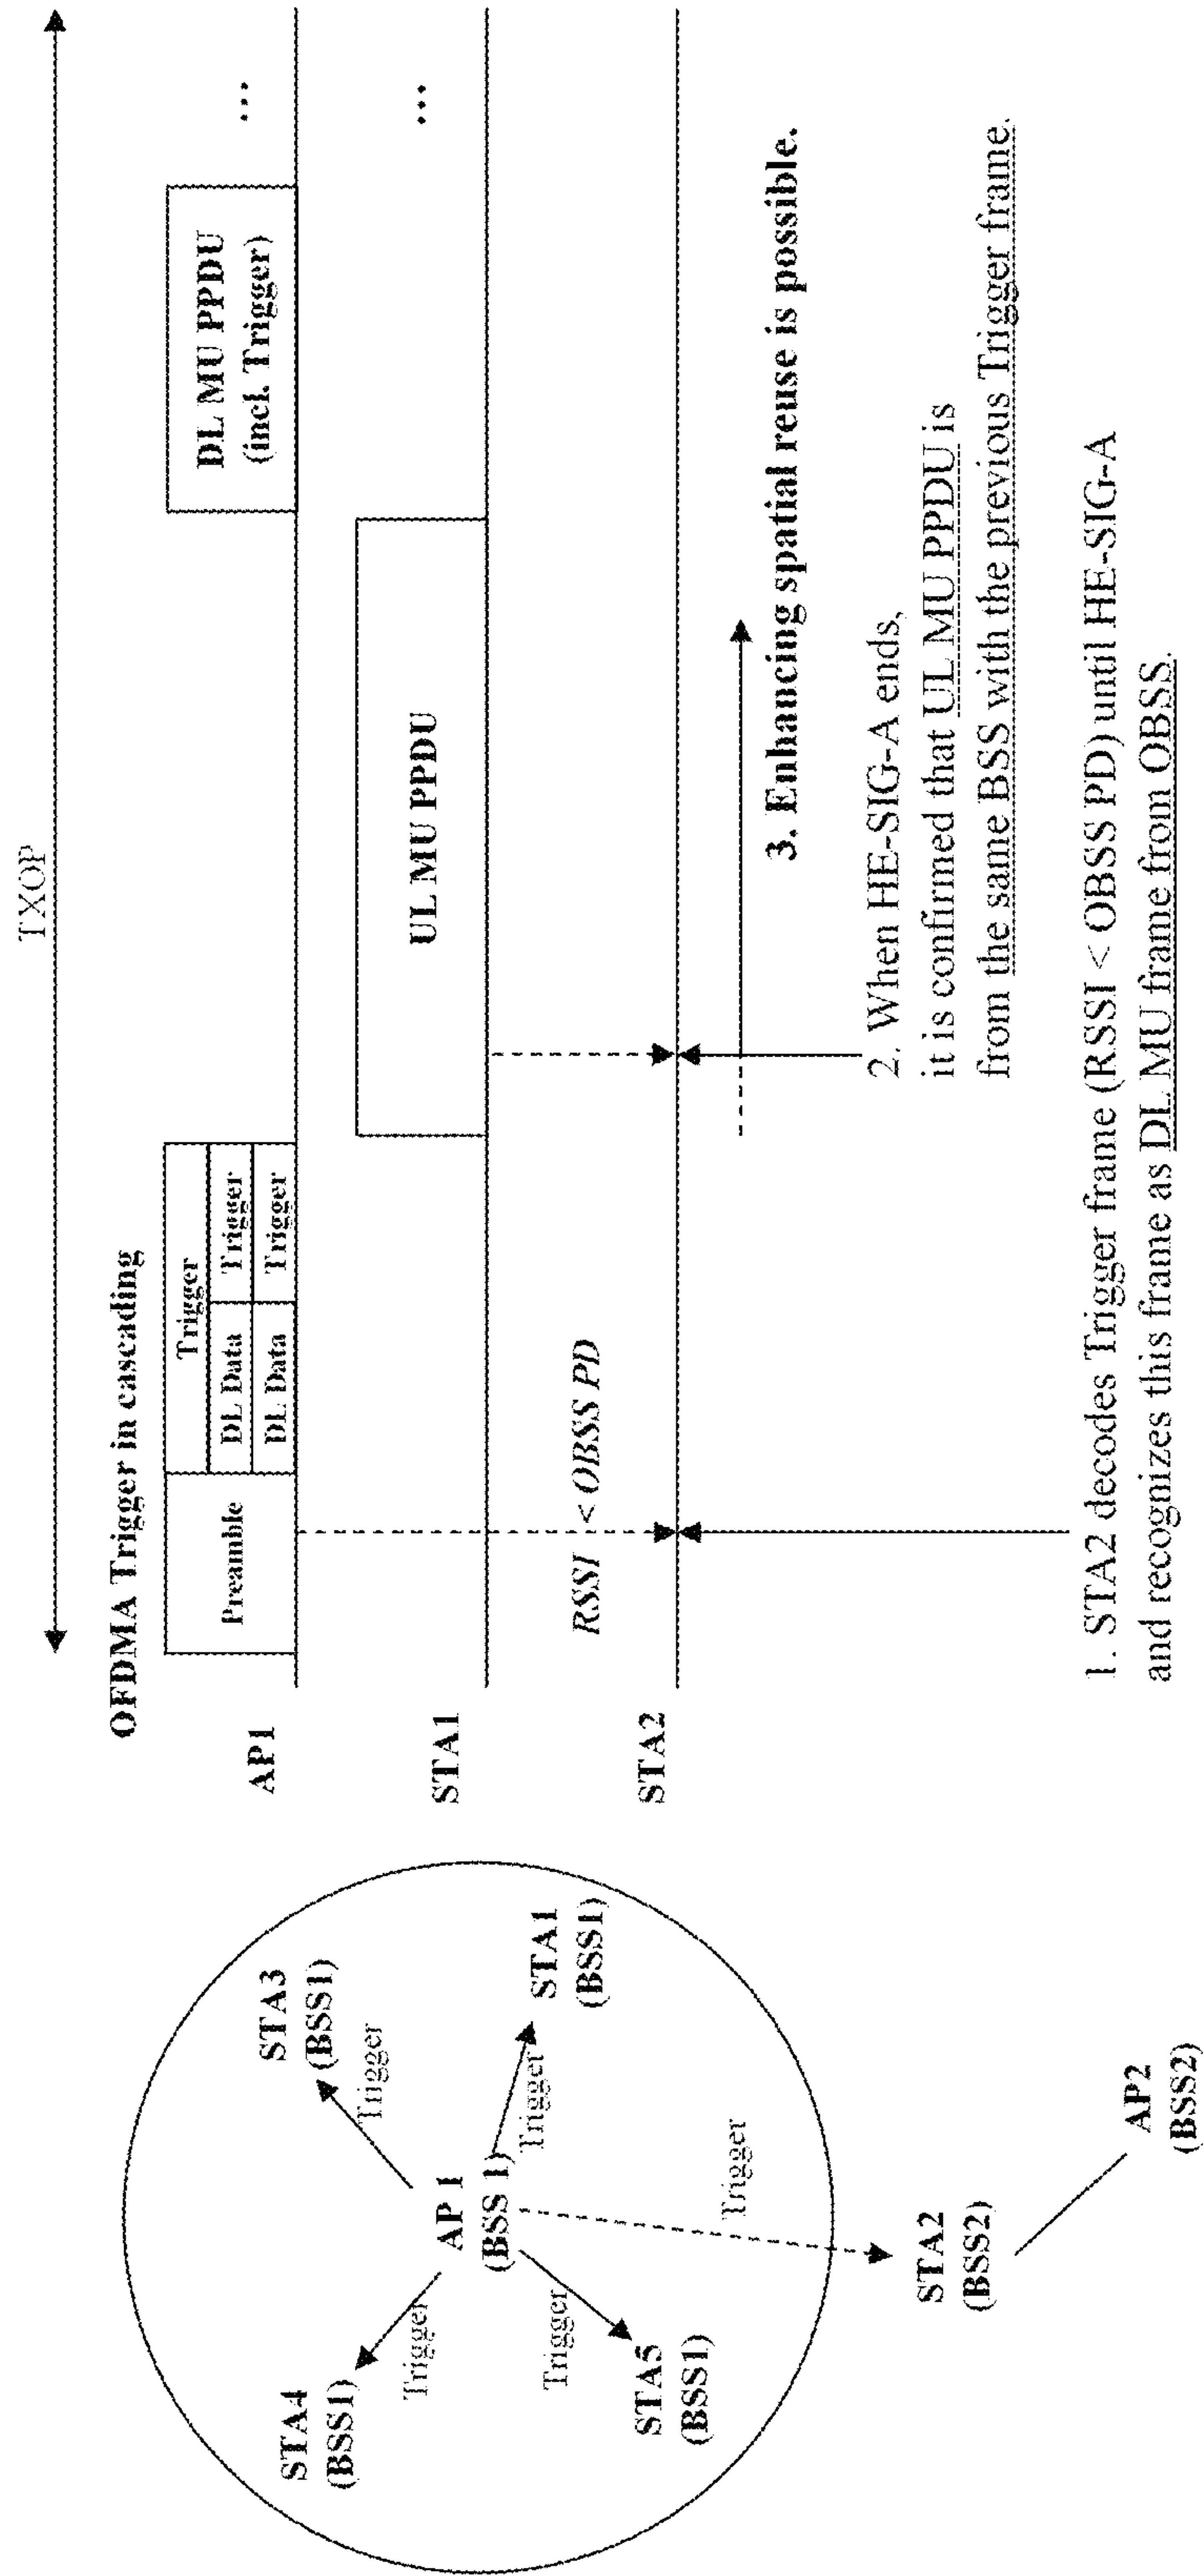 STA4
(BSS1)
Trigger
STA3
(BSS1)
Trigger
AP 1
(BSS 1)
Trigger
STA5
(BSS1)
Trigger
STA1
(BSS1)
Trigger
STA2
(BSS2)
AP2
(BSS2)
TXOP
OFDMA Trigger in cascading
AP1
Preamble
Trigger
DL Data
Trigger
DL Data
Trigger
DL MU PPDU
(incl. Trigger)
...
STA1
UL MU PPDU
...
RSSI < OBSS PD
STA2
3. Enhancing spatial reuse is possible.
2. When HE-SIG-A ends,
it is confirmed that UL MU PPDU is
from the same BSS with the previous Trigger frame.
1. STA2 decodes Trigger frame (RSSI < OBSS PD) until HE-SIG-A
and recognizes this frame as DL MU frame from OBSS.